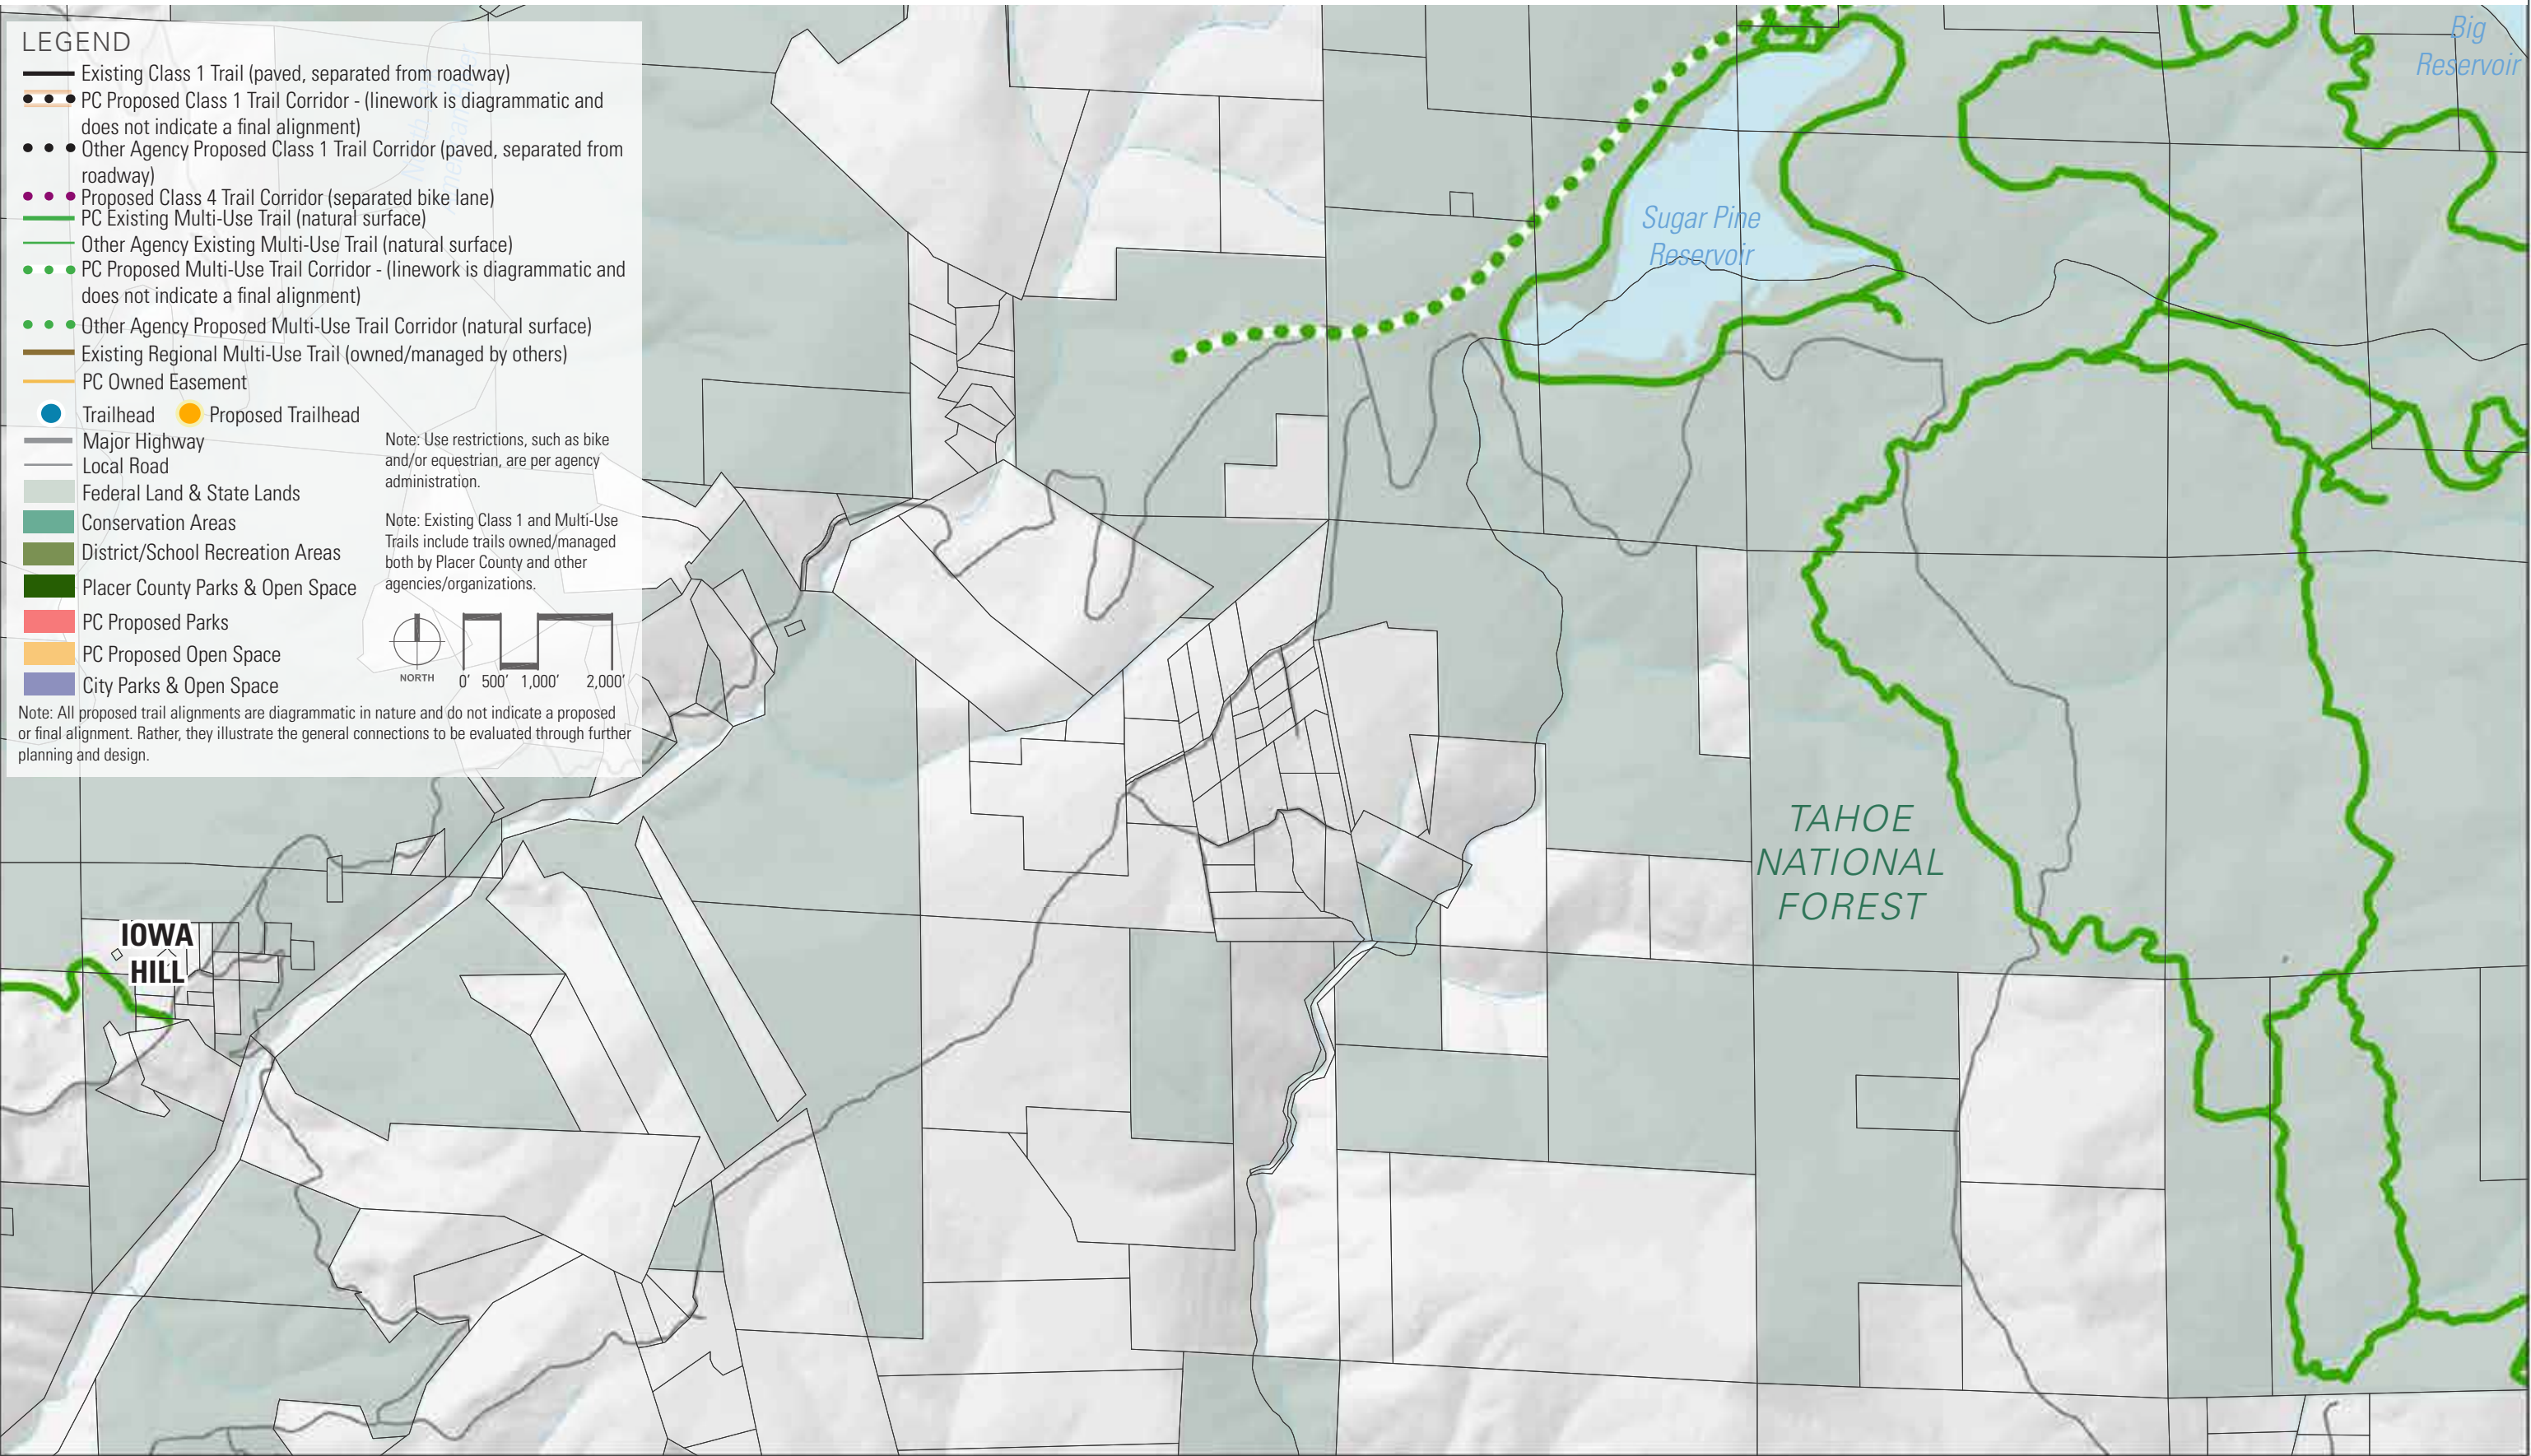 LEGEND
Existing Class 1 Trail (paved, separated from roadway)
PC Proposed Class 1 Trail Corridor - (linework is diagrammatic and
does not indicate a final alignment)
Other Agency Proposed Class 1 Trail Corridor (paved, separated from
roadway)
Proposed Class 4 Trail Corridor (separated bike lane)
PC Existing Multi-Use Trail (natural surface)
Other Agency Existing Multi-Use Trail (natural surface)
PC Proposed Multi-Use Trail Corridor - (linework is diagrammatic and
does not indicate a final alignment)
Other Agency Proposed Multi-Use Trail Corridor (natural surface)
Existing Regional Multi-Use Trail (owned/managed by others)
PC Owned Easement
Trailhead
Proposed Trailhead
Major Highway
Local Road
Federal Land & State Lands
Conservation Areas
District/School Recreation Areas
Placer County Parks & Open Space
PC Proposed Parks
PC Proposed Open Space
City Parks & Open Space
Note: Use restrictions, such as bike
and/or equestrian, are per agency
administration.
Note: Existing Class 1 and Multi-Use
Trails include trails owned/managed
both by Placer County and other
agencies/organizations.
NORTH
0' 500' 1,000' 2,000'
Note: All proposed trail alignments are diagrammatic in nature and do not indicate a proposed
or final alignment. Rather, they illustrate the general connections to be evaluated through further
planning and design.
Big
Reservoir
Sugar Pine
Reservoir
TAHOE
NATIONAL
FOREST
IOWA
HILL